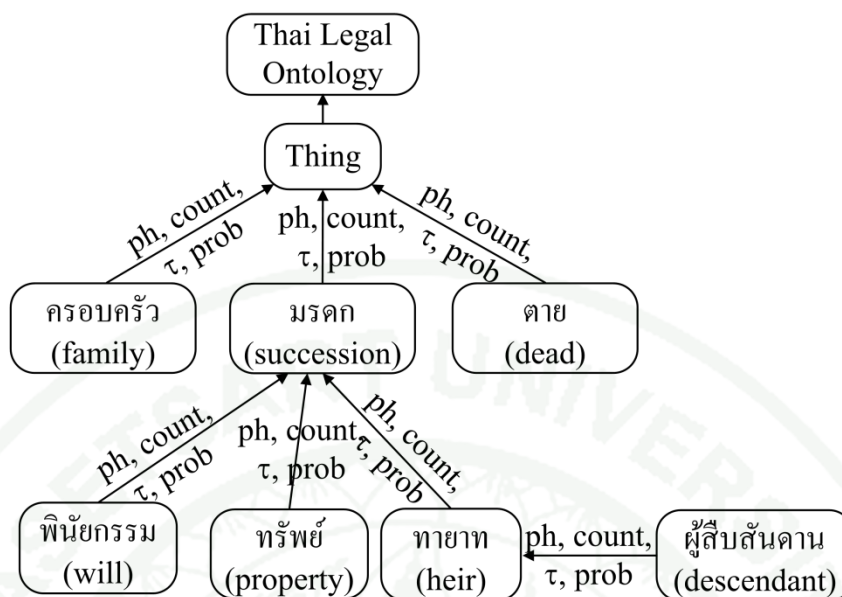 Thai Legal
Ontology
Thing
ph, count,
τ, prob
ph, count,
τ, prob
ph, count,
τ, prob
ครอบครัว
(family)
มรดก
(succession)
ตาย
(dead)
ph, count,
τ, prob
ph, count,
τ, prob
ph, count,
τ, prob
พินัยกรรม
(will)
ทรัพย์
(property)
ทายาท
(heir)
ph, count,
τ, prob
ผู้สืบสันดาน
(descendant)